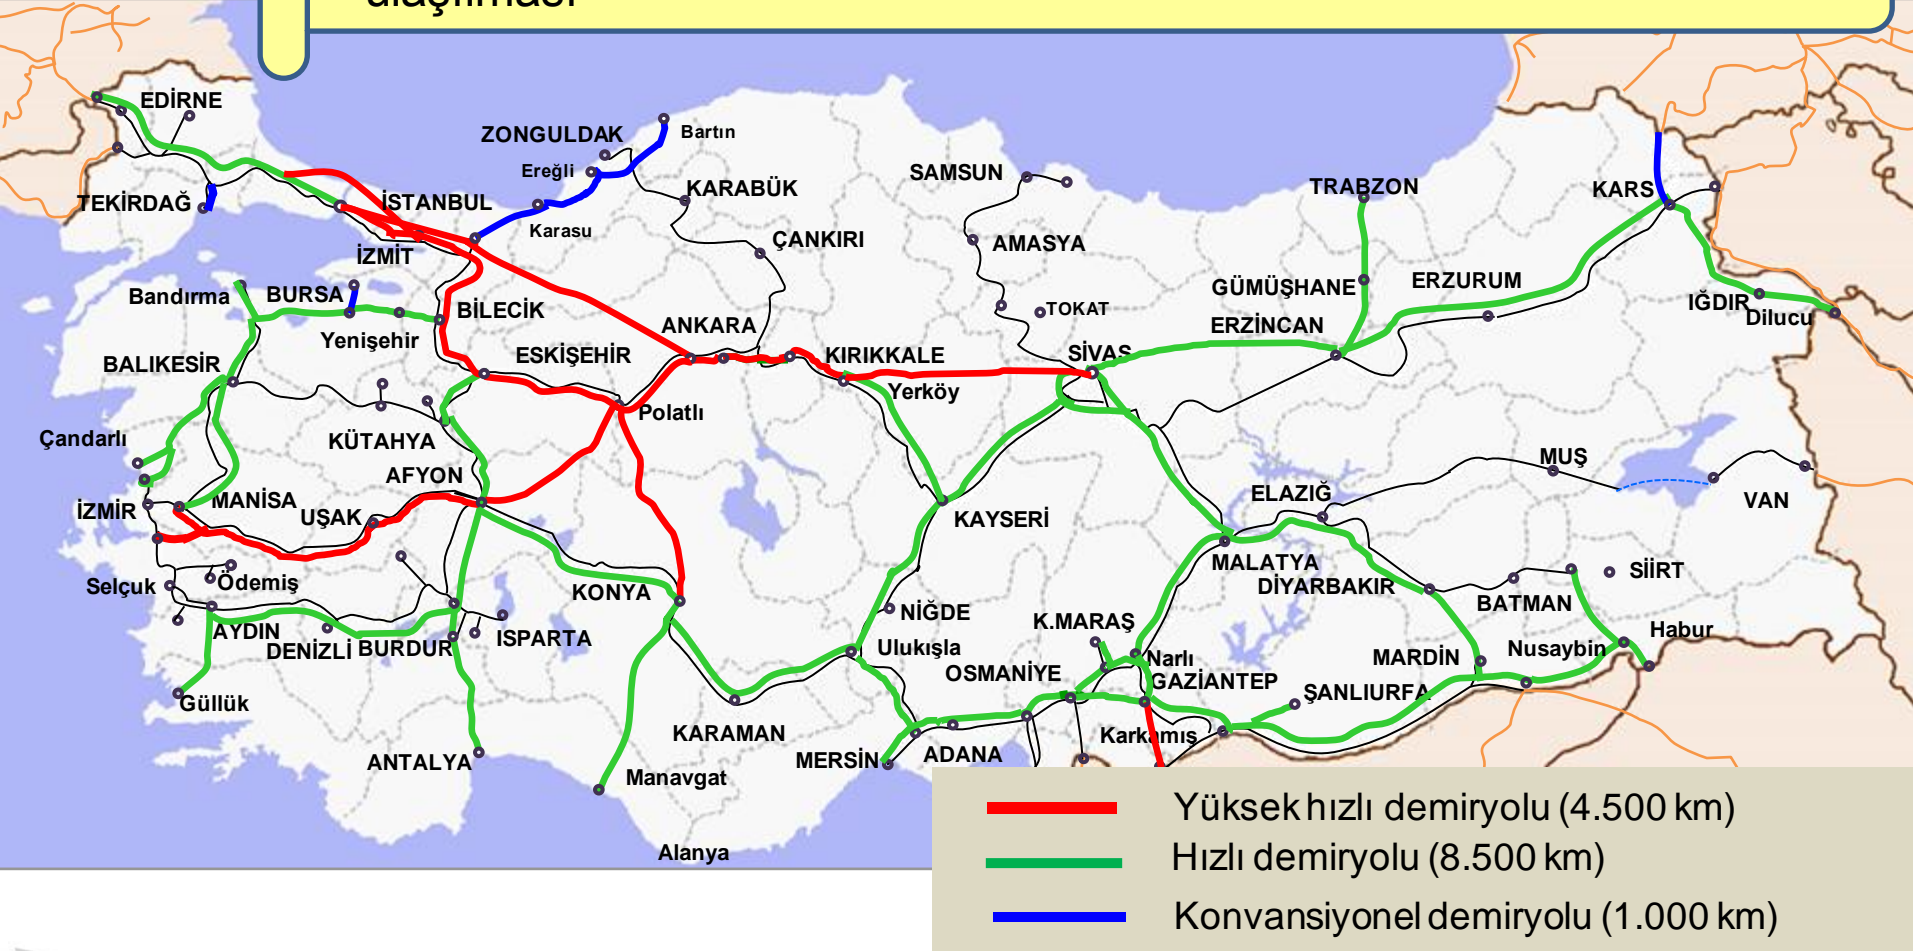 ulaşılması
EDİRNE
ZONGULDAK
Bartın
Ereğli
SAMSUN
TRABZON
KARS
KARABÜK
TEKİRDAĞ
İSTANBUL
Karasu
ÇANKIRI
AMASYA
İZMİT
Bandırma
BURSA
BİLECİK
GÜMÜŞHANE
ERZURUM
IĞDIR
Dilucu
TOKAT
ANKARA
ERZİNCAN
Yenişehir
ESKİŞEHİR
KIRIKKALE
SİVAS
BALIKESİR
Yerköy
Polatlı
Çandarlı
KÜTAHYA
MUŞ
AFYON
ELAZIĞ
VAN
İZMİR
MANİSA
UŞAK
KAYSERİ
MALATYA
SİİRT
Selçuk
Ödemiş
KONYA
DİYARBAKIR
BATMAN
NİĞDE
K.MARAŞ
AYDIN
DENİZLİ
BURDUR
ISPARTA
Ulukışla
Narlı
MARDİN
Nusaybin
Habur
OSMANİYE
GAZİANTEP
ŞANLIURFA
Güllük
KARAMAN
Karkamış
ANTALYA
MERSİN
ADANA
Manavgat
Alanya
Yüksek hızlı demiryolu (4.500 km)
Hızlı demiryolu (8.500 km)
Konvansiyonel demiryolu (1.000 km)